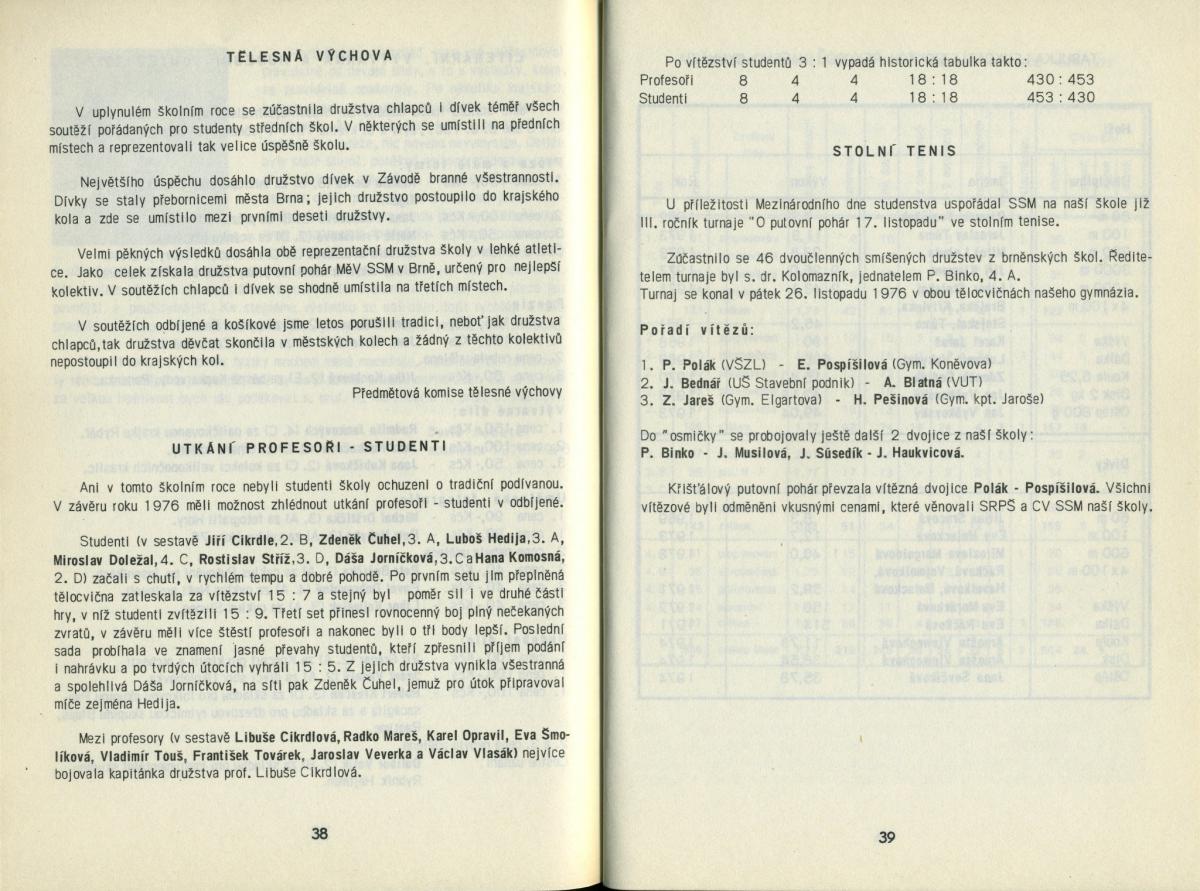 TĚLESNÁ VÝCHOVA
V uplynulém školním roce se zúčastnila družstva chlapců i dívek téměř všech
soutěží pořádaných pro studenty středních škol. V některých se umístili na předních
místech a reprezentovali tak velice úspěšně školu.
Největšího úspěchu dosáhlo družstvo dívek v Závodě branné všestrannosti.
Dívky se staly přebornicemi města Brna; jejich družstvo postoupilo do krajského
kola a zde se umístilo mezi prvními deseti družstvy.
Velmi pěkných výsledků dosáhla obě reprezentační družstva školy v lehké atleti-
ce. Jako celek získala družstva putovní pohár MěV SSM v Brně, určený pro nejlepší
kolektiv. V soutěžích chlapců i dívek se shodně umístila na třetích místech.
V soutěžích odbíjené a košíkové jsme letos porušili tradici, neboť jak družstva
chlapců, tak družstva děvčat skončila v městských kolech a žádný z těchto kolektivů
nepostoupil do krajských kol.
Předmětová komise tělesné výchovy
UTKÁNÍ PROFESOŘI - STUDENTI
Ani v tomto školním roce nebyli studenti školy ochuzeni o tradiční podívanou.
V závěru roku 1976 měli možnost zhlédnout utkání profesoři - studenti v odbíjené.
Studenti (v sestavě Jiří Cikrdle, 2. B, Zdeněk Čuhel, 3. A, Luboš Hedija, 3. A,
Miroslav Doležal, 4. C, Rostislav Stříž, 3. D, Dáša Jorníčková, 3. C a Hana Komosná,
2. D) začali s chutí, v rychlém tempu a dobré pohodě. Po prvním setu jim přeplněná
tělocvična zatleskala za vítězství 15 : 7 a stejný byl poměr sil i ve druhé části
hry, v níž studenti zvítězili 15 : 9. Třetí set přinesl rovnocenný boj plný nečekaných
zvratů, v závěru měli více štěstí profesoři a nakonec byli o tři body lepší. Poslední
sada probíhala ve znamení jasné převahy studentů, kteří zpřesnili příjem podání
i nahrávku a po tvrdých útocích vyhráli 15 : 5. Z jejich družstva vynikla všestranná
a spolehlivá Dáša Jorníčková, na síti pak Zdeněk Čuhel, jemuž pro útok připravoval
míče zejména Hedija.
Mezi profesory (v sestavě Libuše Cikrdlová, Radko Mareš, Karel Opravil, Eva Šmo-
líková, Vladimír Touš, František Továrek, Jaroslav Veverka a Václav Vlasák) nejvíce
bojovala kapitánka družstva prof. Libuše Cikrdlová.
38
Po vítězství studentů 3 : 1 vypadá historická tabulka takto:
Profesoři 8 4 4 18 : 18 430 : 453
Studenti 8 4 4 18 : 18 453 : 430
STOLNÍ TENIS
U příležitosti Mezinárodního dne studenstva uspořádal SSM na naší škole již
III. ročník turnaje "O putovní pohár 17. listopadu" ve stolním tenise.
Zúčastnilo se 46 dvoučlenných smíšených družstev z brněnských škol. Ředite-
telem turnaje byl s. dr. Kolomazník, jednatelem P. Binko, 4. A.
Turnaj se konal v pátek 26. listopadu 1976 v obou tělocvičnách našeho gymnázia.
Pořadí vítězů:
1. P. Polák (VŠZL) - E. Pospíšilová (Gym. Koněvova)
2. J. Bednář (UŠ Stavební podnik) - A. Blatná (VUT)
3. Z. Jareš (Gym. Elgartova) - H. Pešinová (Gym. kpt. Jaroše)
Do "osmičky" se probojovaly ještě další 2 dvojice z naší školy:
P. Binko - J. Musilová, J. Sůsedík - J. Haukvicová.
Křišťálový putovní pohár převzala vítězná dvojice Polák - Pospíšilová. Všichni
vítězové byli odměněni vkusnými cenami, které věnovali SRPŠ a CV SSM naší školy.
39